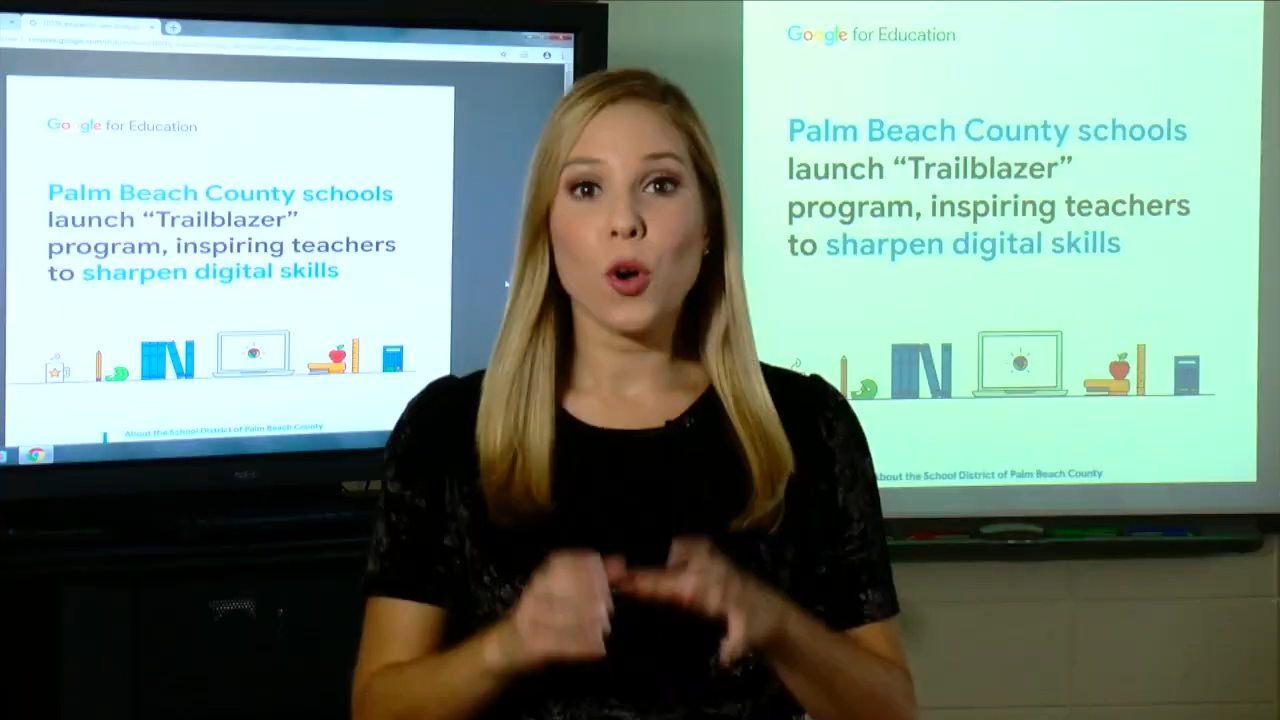 Google for Education
Palm Beach County schools
launch “Trailblazer”
program, inspiring teachers
to sharpen digital skills
About the School District of Palm Beach County
NEC
Google for Education
Palm Beach County schools
launch “Trailblazer”
program, inspiring teachers
to sharpen digital skills
About the School District of Palm Beach County